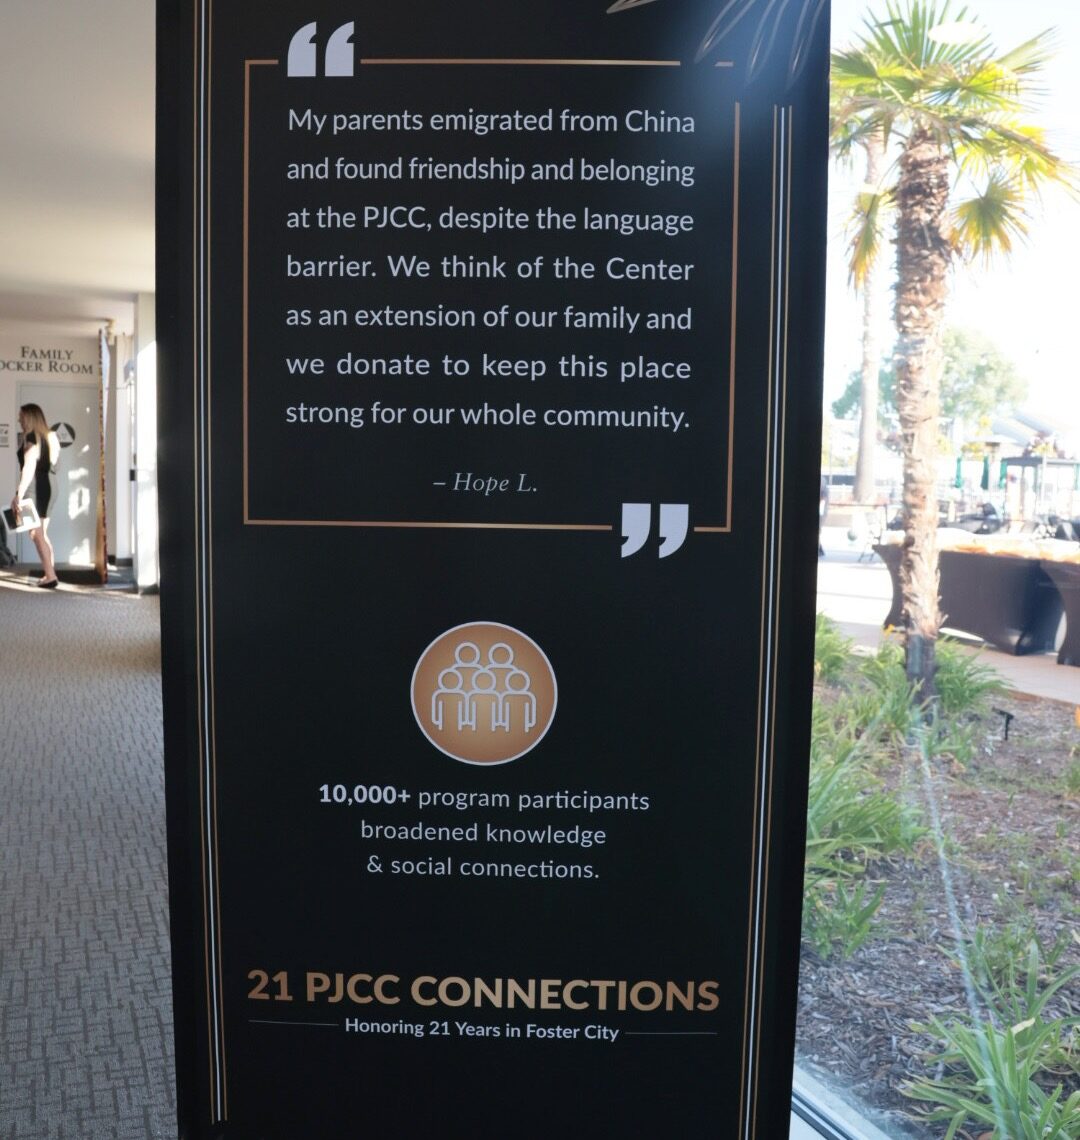 My parents emigrated from China
and found friendship and belonging
at the PJCC, despite the language
barrier. We think of the Center
as an extension of our family and
we donate to keep this place
strong for our whole community.
– Hope L.
10,000+ program participants
broadened knowledge
& social connections.
21 PJCC CONNECTIONS
Honoring 21 Years in Foster City
FAMILY
OCKER ROOM